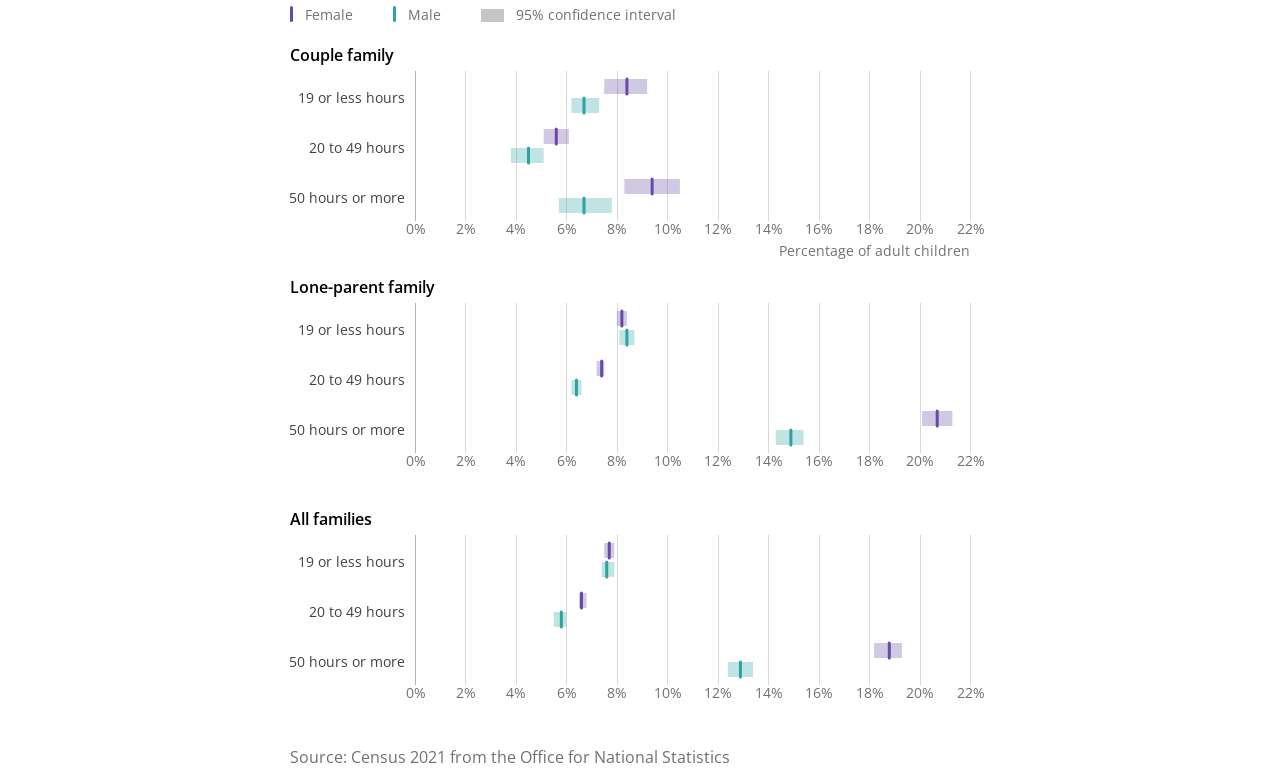 Female Male 95% confidence interval
Couple family
19 or less hours
20 to 49 hours
50 hours or more
0% 2% 4% 6% 8% 10% 12% 14% 16% 18% 20% 22%
Percentage of adult children
Lone-parent family
19 or less hours
20 to 49 hours
50 hours or more
0% 2% 4% 6% 8% 10% 12% 14% 16% 18% 20% 22%
All families
19 or less hours
20 to 49 hours
50 hours or more
0% 2% 4% 6% 8% 10% 12% 14% 16% 18% 20% 22%
Source: Census 2021 from the Office for National Statistics